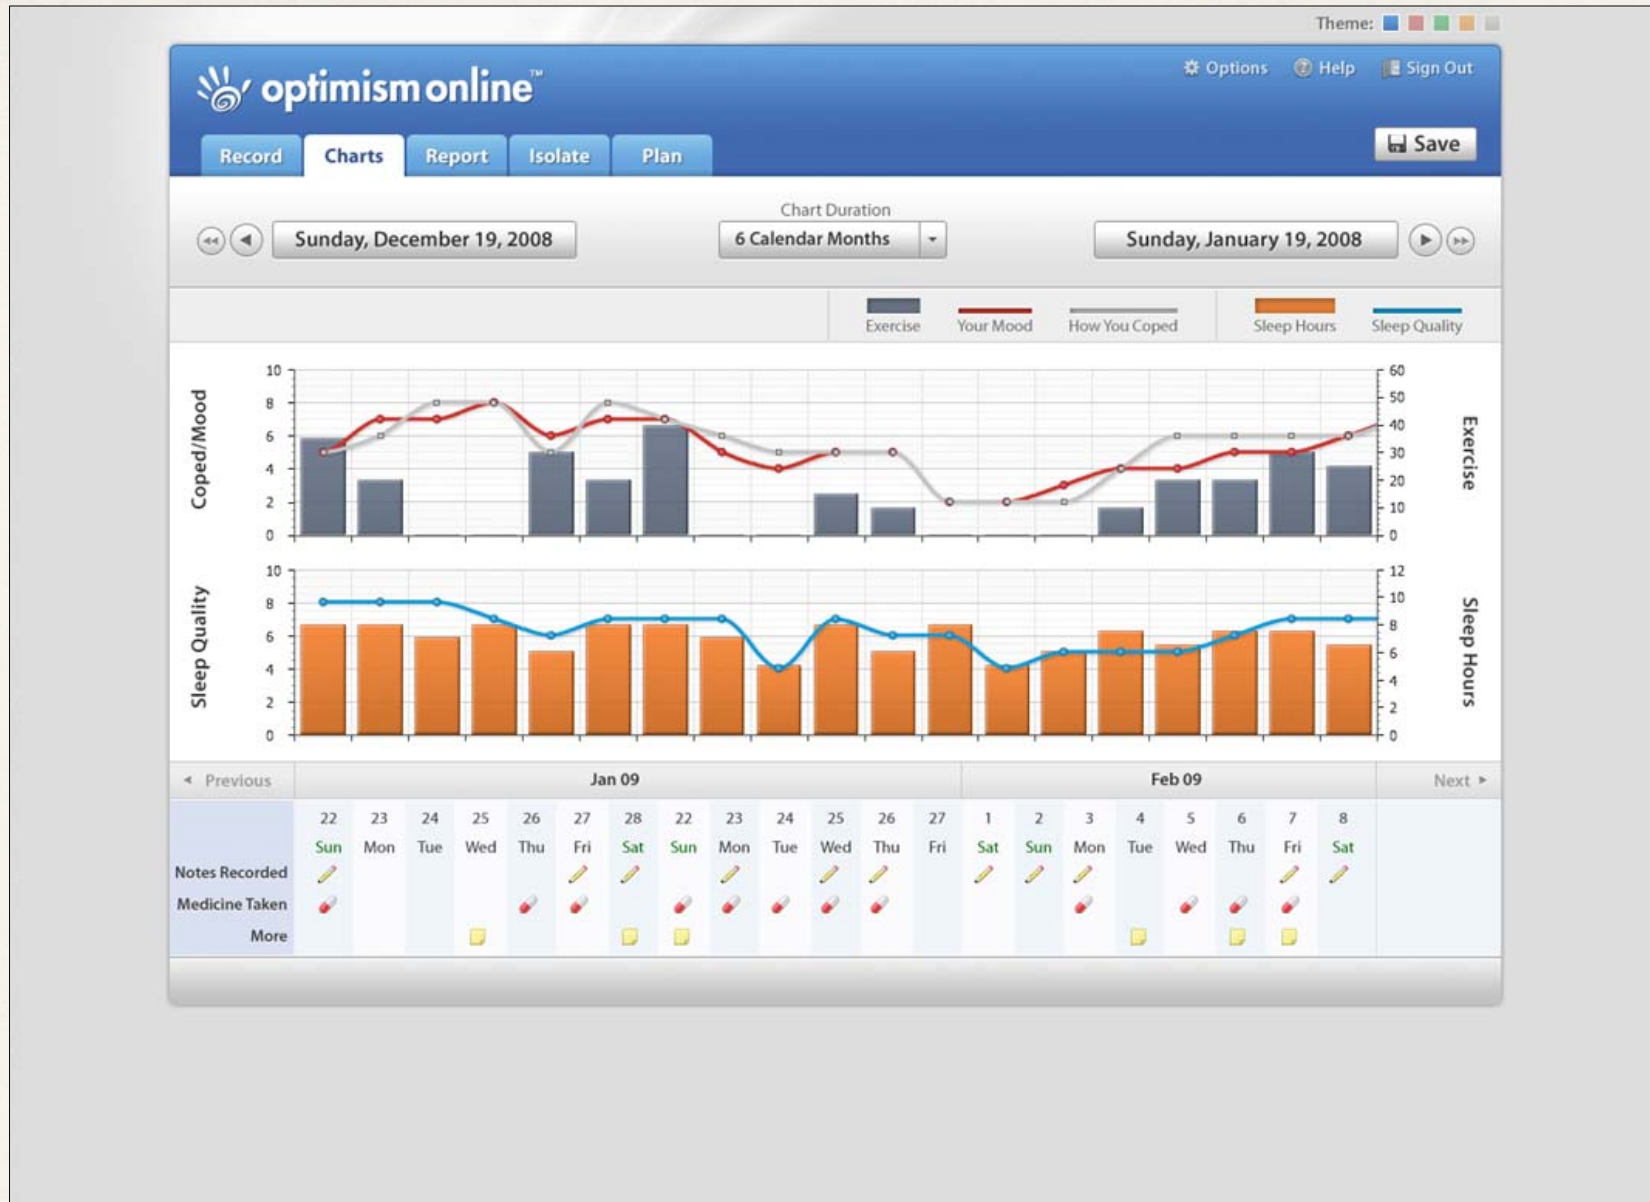 Theme:
optimism online™
Options Help Sign Out
Record Charts Report Isolate Plan
Save
Chart Duration
Sunday, December 19, 2008 6 Calendar Months Sunday, January 19, 2008
Exercise Your Mood How You Coped Sleep Hours Sleep Quality
Coped/Mood
10
8
6
4
2
0
60
50
40
30
20
10
0
Exercise
Sleep Quality
10
8
6
4
2
0
12
10
8
6
4
2
0
Sleep Hours
Previous Jan 09 Feb 09 Next
22 23 24 25 26 27 28 22 23 24 25 26 27 1 2 3 4 5 6 7 8
Sun Mon Tue Wed Thu Fri Sat Sun Mon Tue Wed Thu Fri Sat Sun Mon Tue Wed Thu Fri Sat
Notes Recorded
Medicine Taken
More